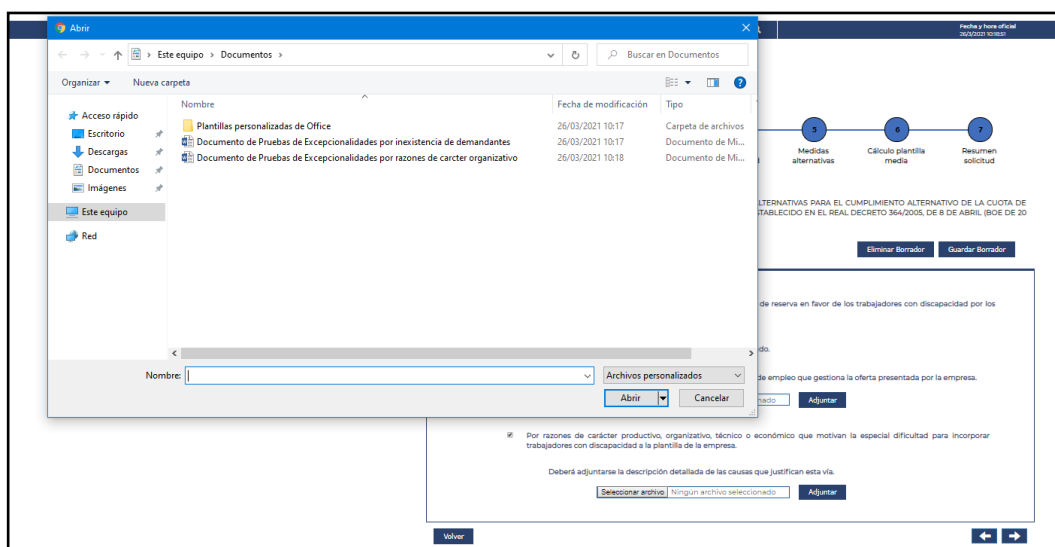 Abrir
Fecha y hora oficial
26/3/2021 10:18:51
Este equipo > Documentos >
Buscar en Documentos
Organizar
Nueva carpeta
Nombre
Fecha de modificación
Tipo
Acceso rápido
Escritorio
Descargas
Documentos
Imágenes
Este equipo
Red
Plantillas personalizadas de Office 26/03/2021 10:17 Carpeta de archivos
Documento de Pruebas de Excepcionalidades por inexistencia de demandantes 26/03/2021 10:17 Documento de Mi...
Documento de Pruebas de Excepcionalidades por razones de carcter organizativo 26/03/2021 10:18 Documento de Mi...
Nombre:
Archivos personalizados
Abrir
Cancelar
5
6
7
Medidas alternativas
Cálculo plantilla media
Resumen solicitud
LTERNATIVAS PARA EL CUMPLIMIENTO ALTERNATIVO DE LA CUOTA DE
STABLECIDO EN EL REAL DECRETO 364/2005, DE 8 DE ABRIL (BOE DE 20
Eliminar Borrador
Guardar Borrador
de reserva en favor de los trabajadores con discapacidad por los
do.
de empleo que gestiona la oferta presentada por la empresa.
nado
Adjuntar
Por razones de carácter productivo, organizativo, técnico o económico que motivan la especial dificultad para incorporar
trabajadores con discapacidad a la plantilla de la empresa.
Deberá adjuntarse la descripción detallada de las causas que justifican esta vía.
Seleccionar archivo
Ningún archivo seleccionado
Adjuntar
Volver